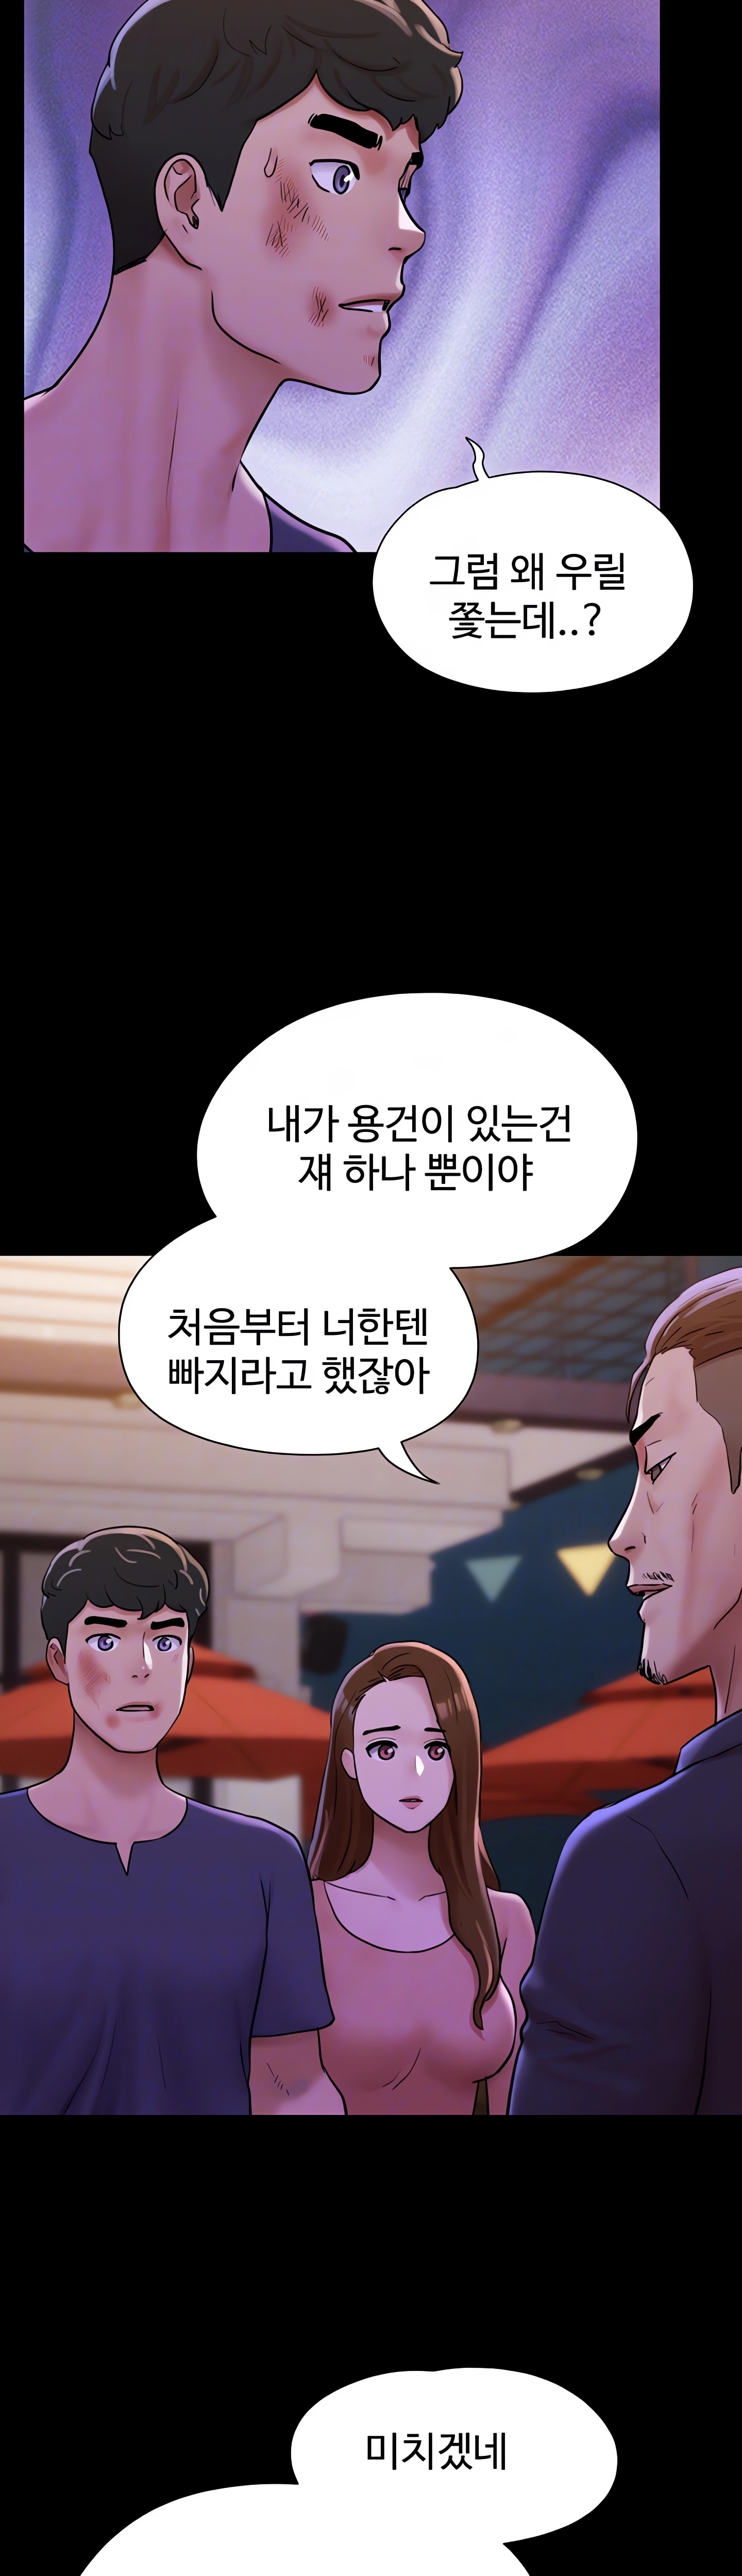 그럼 왜 우릴
쫓는데..?
내가 용건이 있는건
쟤 하나 뿐이야
처음부터 너한텐
빠지라고 했잖아
미치겠네